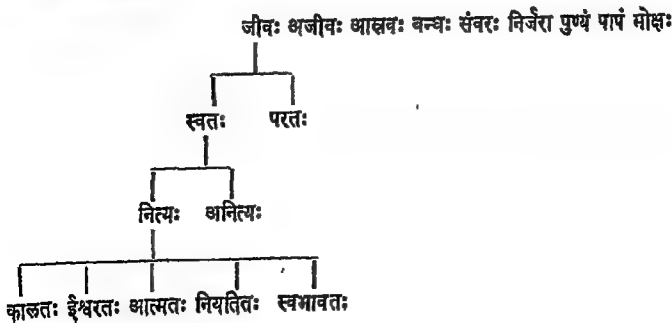 जीवः अजीवः आस्रवः बन्धः संवरः निर्जरा पुण्यं पापं मोक्षः
स्वतः परतः
नित्यः अनित्यः
कालतः ईश्वरतः आत्मतः नियतितः स्वभावतः